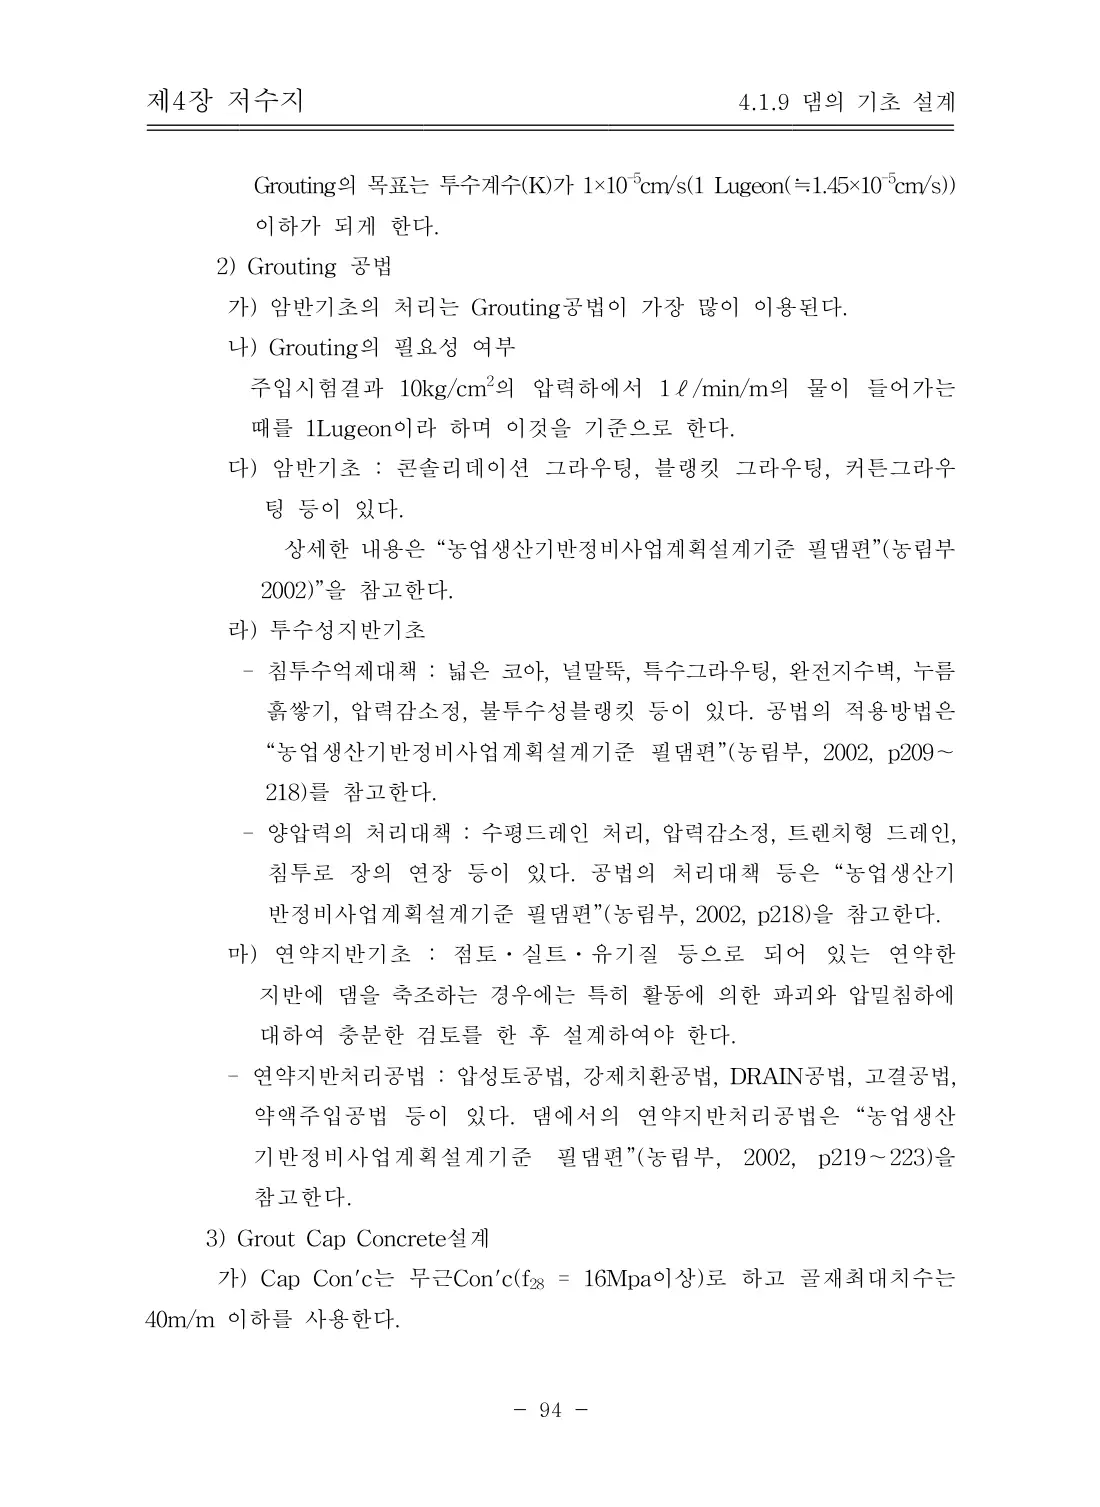 제4장 저수지 4.1.9 댐의 기초 설계
Grouting의 목표는 투수계수(K)가 1×10⁻⁵cm/s(1 Lugeon(≒1.45×10⁻⁵cm/s))
이하가 되게 한다.
2) Grouting 공법
가) 암반기초의 처리는 Grouting공법이 가장 많이 이용된다.
나) Grouting의 필요성 여부
주입시험결과 10kg/cm²의 압력하에서 1ℓ/min/m의 물이 들어가는
때를 1Lugeon이라 하며 이것을 기준으로 한다.
다) 암반기초 : 콘솔리데이션 그라우팅, 블랭킷 그라우팅, 커튼그라우
팅 등이 있다.
상세한 내용은 “농업생산기반정비사업계획설계기준 필댐편”(농림부
2002)”을 참고한다.
라) 투수성지반기초
- 침투수억제대책 : 넓은 코아, 널말뚝, 특수그라우팅, 완전지수벽, 누름
흙쌓기, 압력감소정, 불투수성블랭킷 등이 있다. 공법의 적용방법은
“농업생산기반정비사업계획설계기준 필댐편”(농림부, 2002, p209～
218)를 참고한다.
- 양압력의 처리대책 : 수평드레인 처리, 압력감소정, 트렌치형 드레인,
침투로 장의 연장 등이 있다. 공법의 처리대책 등은 “농업생산기
반정비사업계획설계기준 필댐편”(농림부, 2002, p218)을 참고한다.
마) 연약지반기초 : 점토・실트・유기질 등으로 되어 있는 연약한
지반에 댐을 축조하는 경우에는 특히 활동에 의한 파괴와 압밀침하에
대하여 충분한 검토를 한 후 설계하여야 한다.
- 연약지반처리공법 : 압성토공법, 강제치환공법, DRAIN공법, 고결공법,
약액주입공법 등이 있다. 댐에서의 연약지반처리공법은 “농업생산
기반정비사업계획설계기준 필댐편”(농림부, 2002, p219～223)을
참고한다.
3) Grout Cap Concrete설계
가) Cap Con′c는 무근Con′c(f₂₈ = 16Mpa이상)로 하고 골재최대치수는
40m/m 이하를 사용한다.
- 94 -